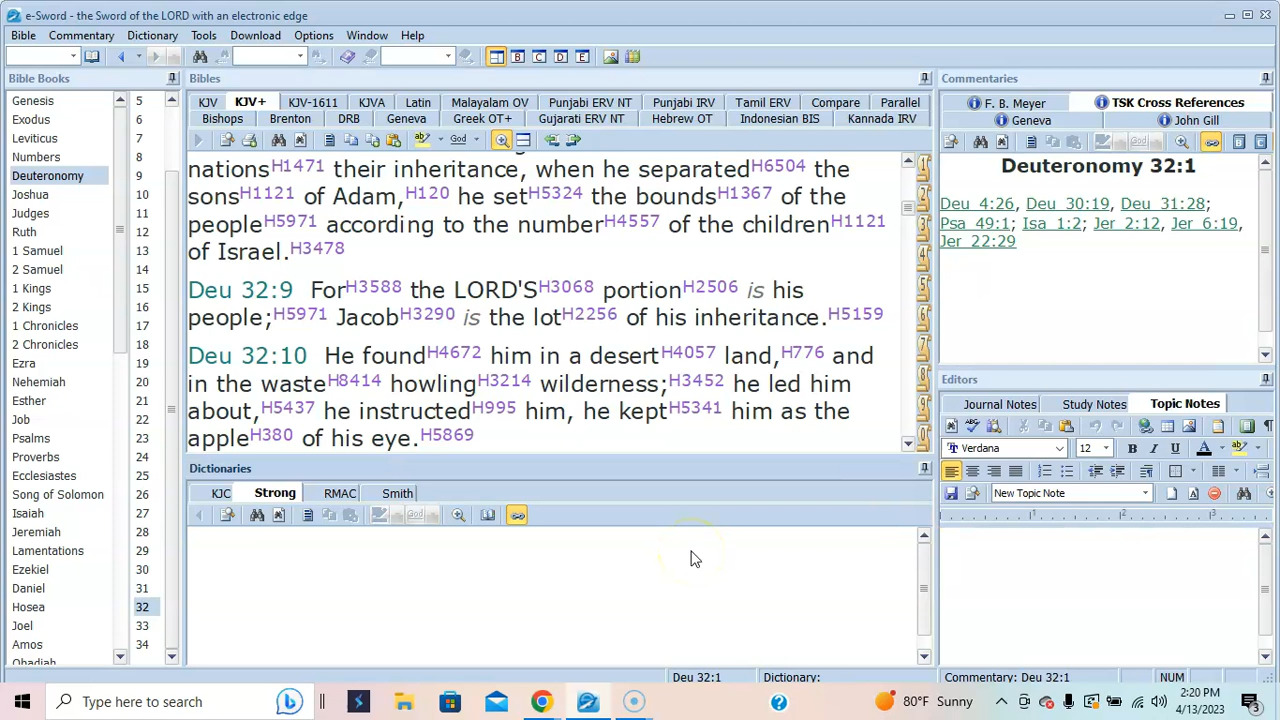 e-Sword - the Sword of the LORD with an electronic edge
Bible Commentary Dictionary Tools Download Options Window Help
Bible Books
Genesis 5
Exodus 6
Leviticus 7
Numbers 8
Deuteronomy 9
Joshua 10
Judges 11
Ruth 12
1 Samuel 13
2 Samuel 14
1 Kings 15
2 Kings 16
1 Chronicles 17
2 Chronicles 18
Ezra 19
Nehemiah 20
Esther 21
Job 22
Psalms 23
Proverbs 24
Ecclesiastes 25
Song of Solomon 26
Isaiah 27
Jeremiah 28
Lamentations 29
Ezekiel 30
Daniel 31
Hosea 32
Joel 33
Amos 34
Obadiah
Bibles
KJV KJV+ KJV-1611 KJVA Latin Malayalam OV Punjabi ERV NT Punjabi IRV Tamil ERV Compare Parallel
Bishops Brenton DRB Geneva Greek OT+ Gujarati ERV NT Hebrew OT Indonesian BIS Kannada IRV
nationsH1471 their inheritance, when he separatedH6504 the
sonsH1121 of Adam,H120 he setH5324 the boundsH1367 of the
peopleH5971 according to the numberH4557 of the childrenH1121
of Israel.H3478
Deu 32:9 ForH3588 the LORD'SH3068 portionH2506 is his
people;H5971 JacobH3290 is the lotH2256 of his inheritance.H5159
Deu 32:10 He foundH4672 him in a desertH4057 land,H776 and
in the wasteH8414 howlingH3214 wilderness;H3452 he led him
about,H5437 he instructedH995 him, he keptH5341 him as the
appleH380 of his eye.H5869
Dictionaries
KJC Strong RMAC Smith
Deu 32:1 Dictionary:
Commentaries
F. B. Meyer TSK Cross References
Geneva John Gill
Deuteronomy 32:1
Deu 4:26, Deu 30:19, Deu 31:28;
Psa 49:1; Isa 1:2; Jer 2:12, Jer 6:19,
Jer 22:29
Editors
Journal Notes Study Notes Topic Notes
Verdana 12 B I U A
New Topic Note
1 2 3
Commentary: Deu 32:1 NUM
Type here to search
80°F Sunny
2:20 PM
4/13/2023
3